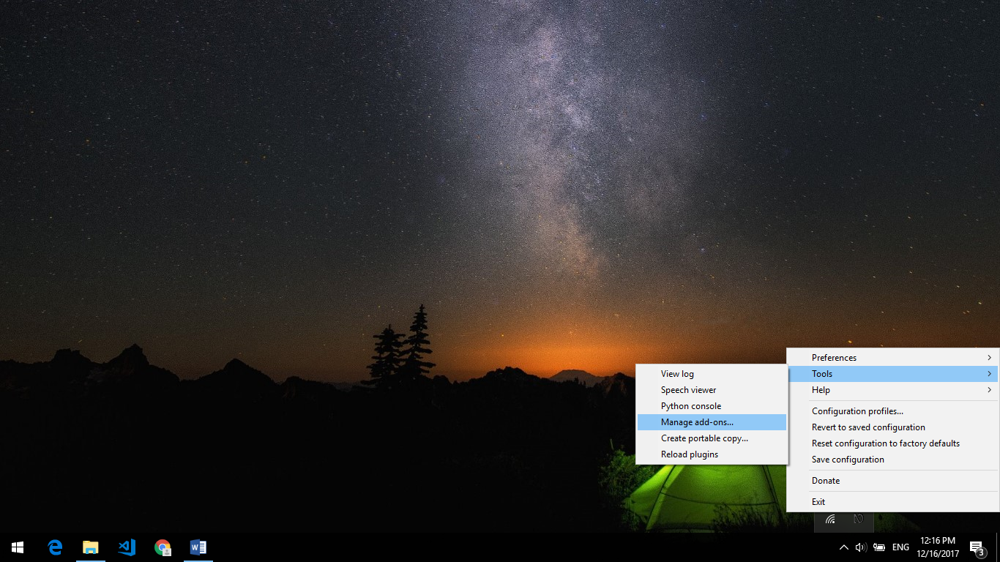 Preferences
Tools
Help
Configuration profiles...
Revert to saved configuration
Reset configuration to factory defaults
Save configuration
Donate
Exit
View log
Speech viewer
Python console
Manage add-ons...
Create portable copy...
Reload plugins
ENG
12:16 PM
12/16/2017
3